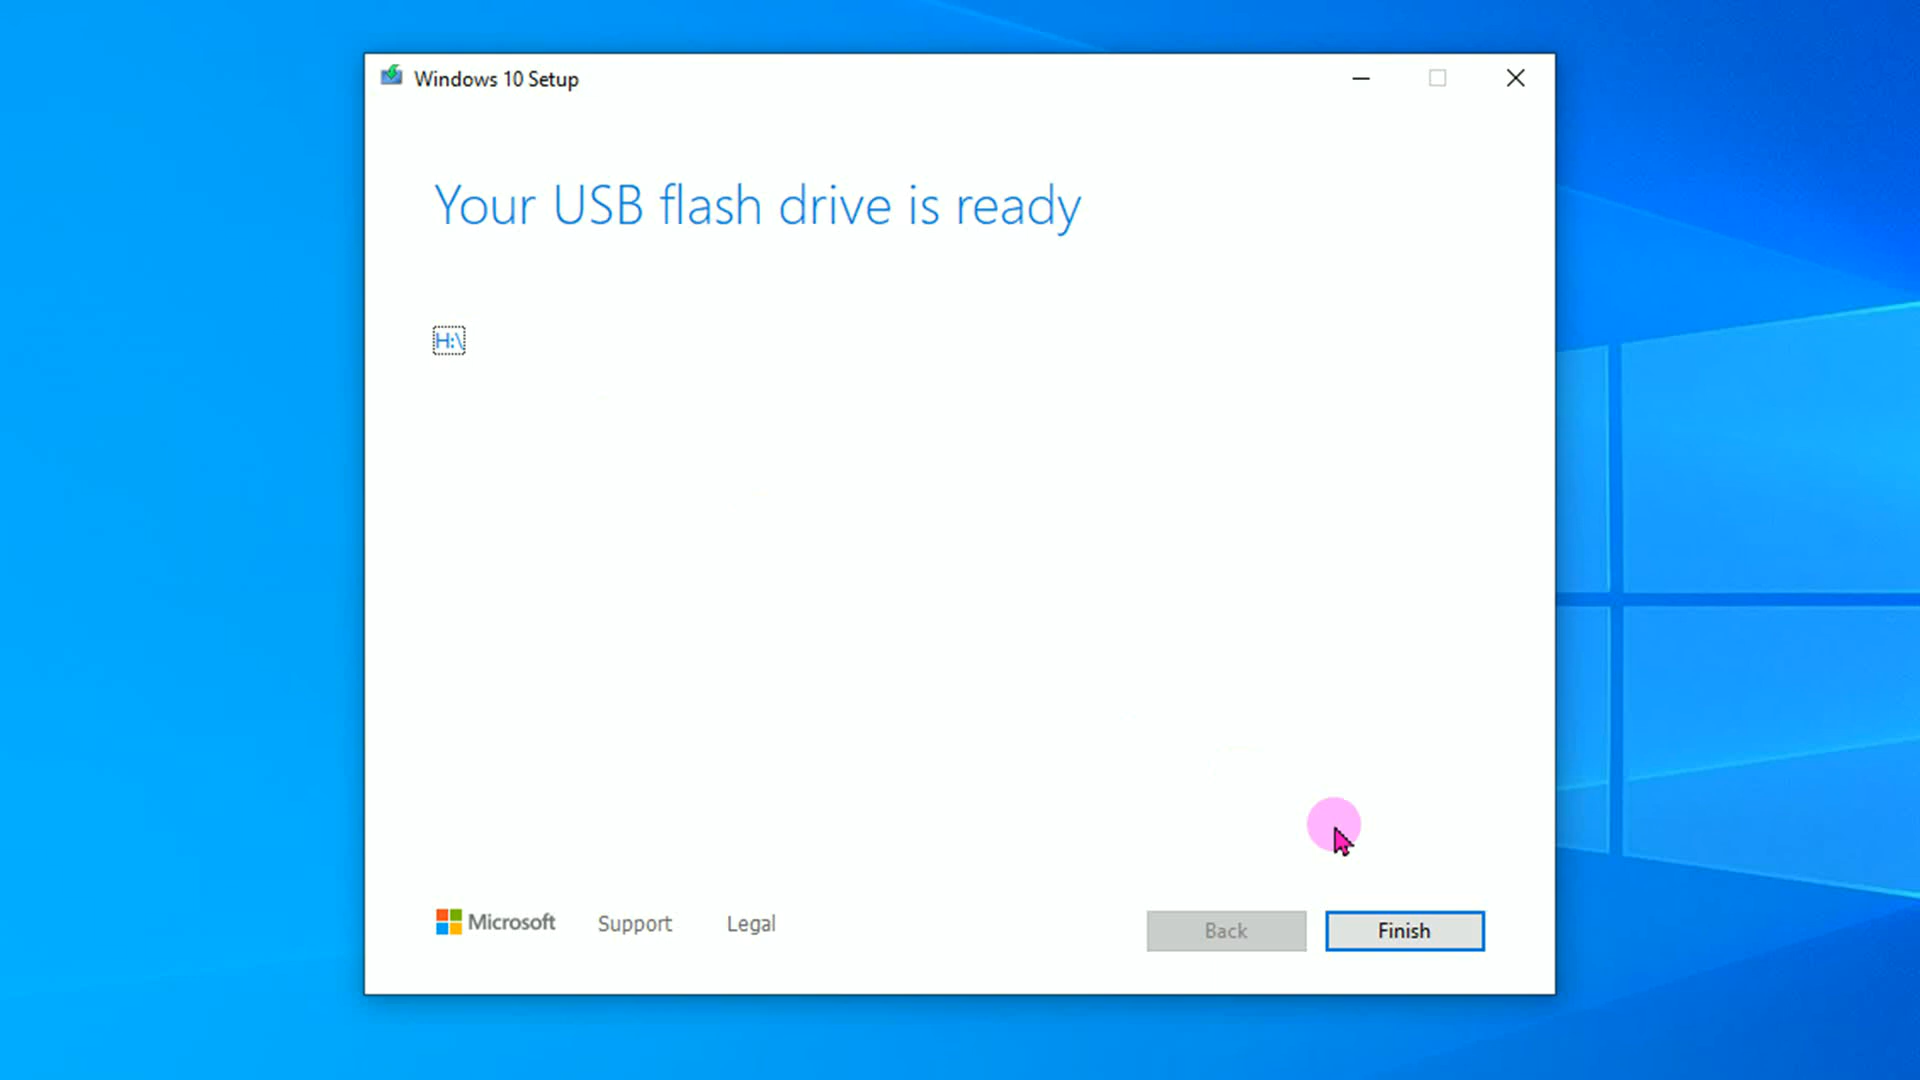 Windows 10 Setup
Your USB flash drive is ready
H:\
Microsoft Support Legal
Back Finish